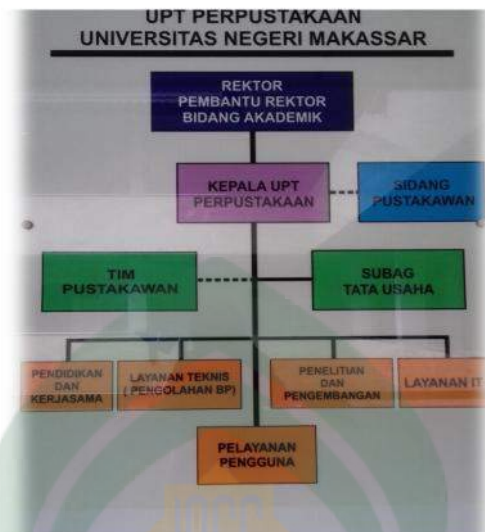 UPT PERPUSTAKAAN
UNIVERSITAS NEGERI MAKASSAR
REKTOR
PEMBANTU REKTOR
BIDANG AKADEMIK
KEPALA UPT
PERPUSTAKAAN
SIDANG
PUSTAKAWAN
TIM
PUSTAKAWAN
SUBAG
TATA USAHA
PENDIDIKAN
DAN
KERJASAMA
LAYANAN TEKNIS
( PENGOLAHAN BP)
PENELITIAN
DAN
PENGEMBANGAN
LAYANAN IT
PELAYANAN
PENGGUNA